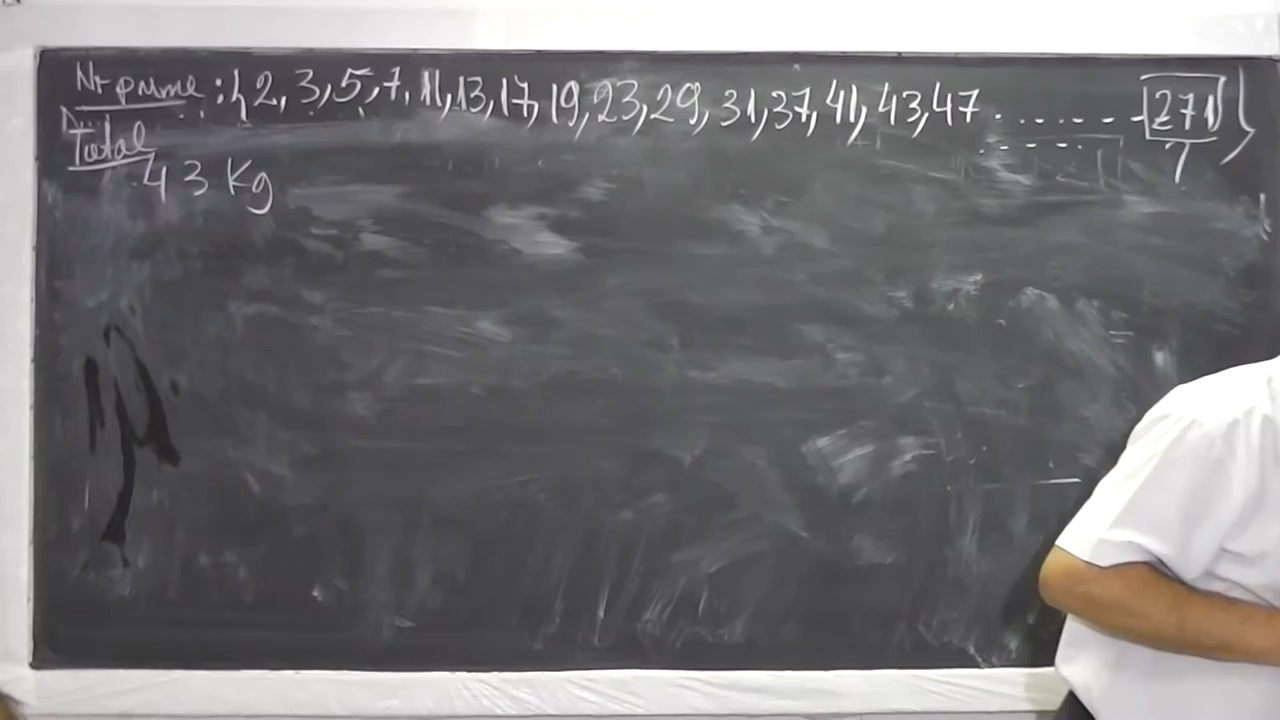 Nr prime : { 2, 3, 5, 7, 11, 13, 17, 19, 23, 29, 31, 37, 41, 43, 47 . . . . . . - - 271 }
?
Total
43 Kg